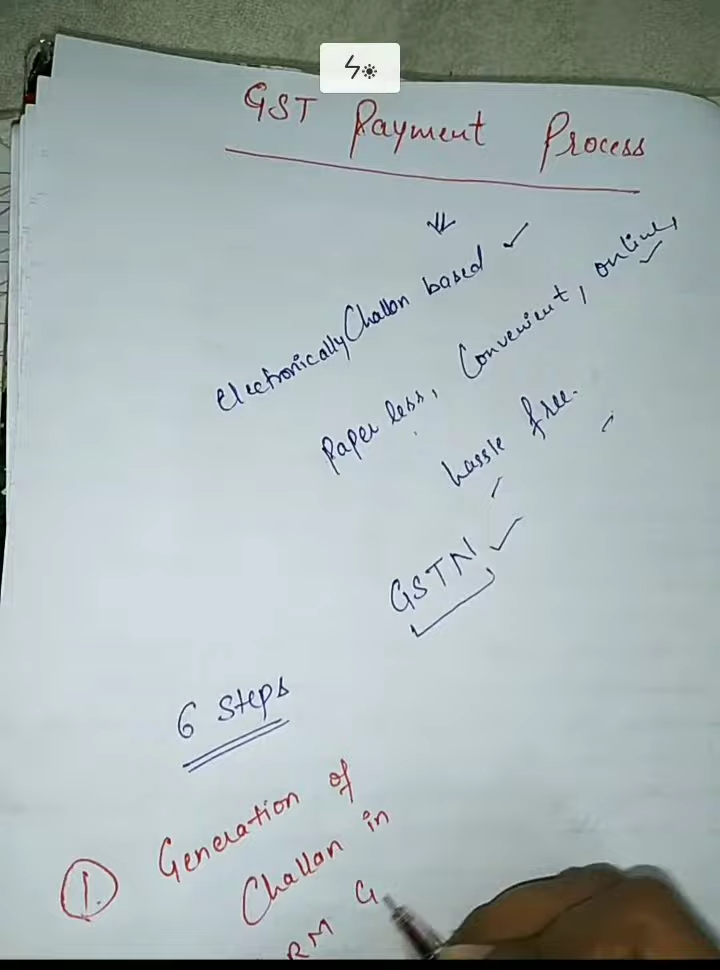 GST Payment Process
Electronically Challan based
Paper less, Convenient, online,
hassle free.
GSTN
6 Steps
1. Generation of
Challan in
RM G